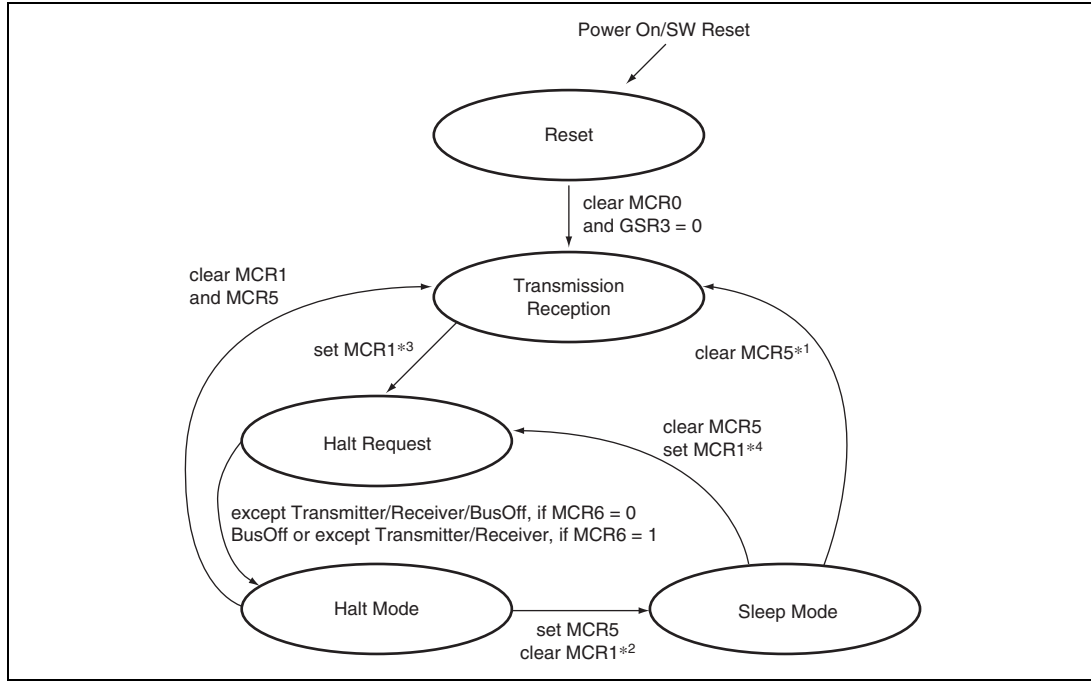 Power On/SW Reset
Reset
clear MCR0
and GSR3 = 0
clear MCR1
and MCR5
Transmission
Reception
set MCR1*3
clear MCR5*1
Halt Request
clear MCR5
set MCR1*4
except Transmitter/Receiver/BusOff, if MCR6 = 0
BusOff or except Transmitter/Receiver, if MCR6 = 1
Halt Mode
Sleep Mode
set MCR5
clear MCR1*2